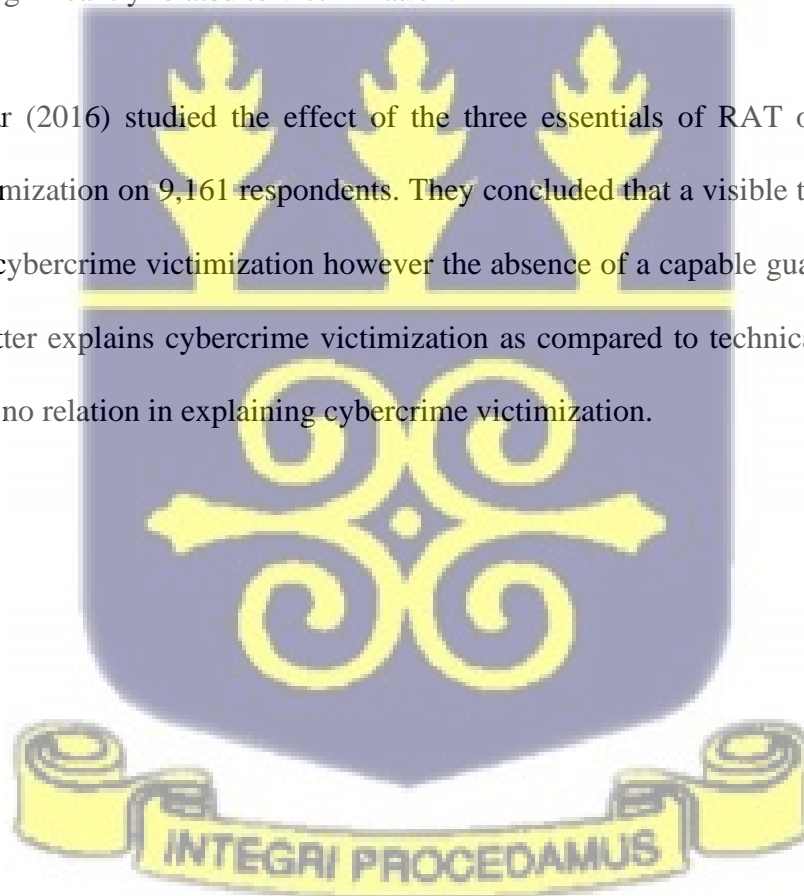 related to
r (2016) studied the effect of the three essentials of RAT o
mization on 9,161 respondents. They concluded that a visible t
cybercrime victimization however the absence of a capable gua
tter explains cybercrime victimization as compared to technica
no relation in explaining cybercrime victimization.
INTEGRI PROCEDAMUS